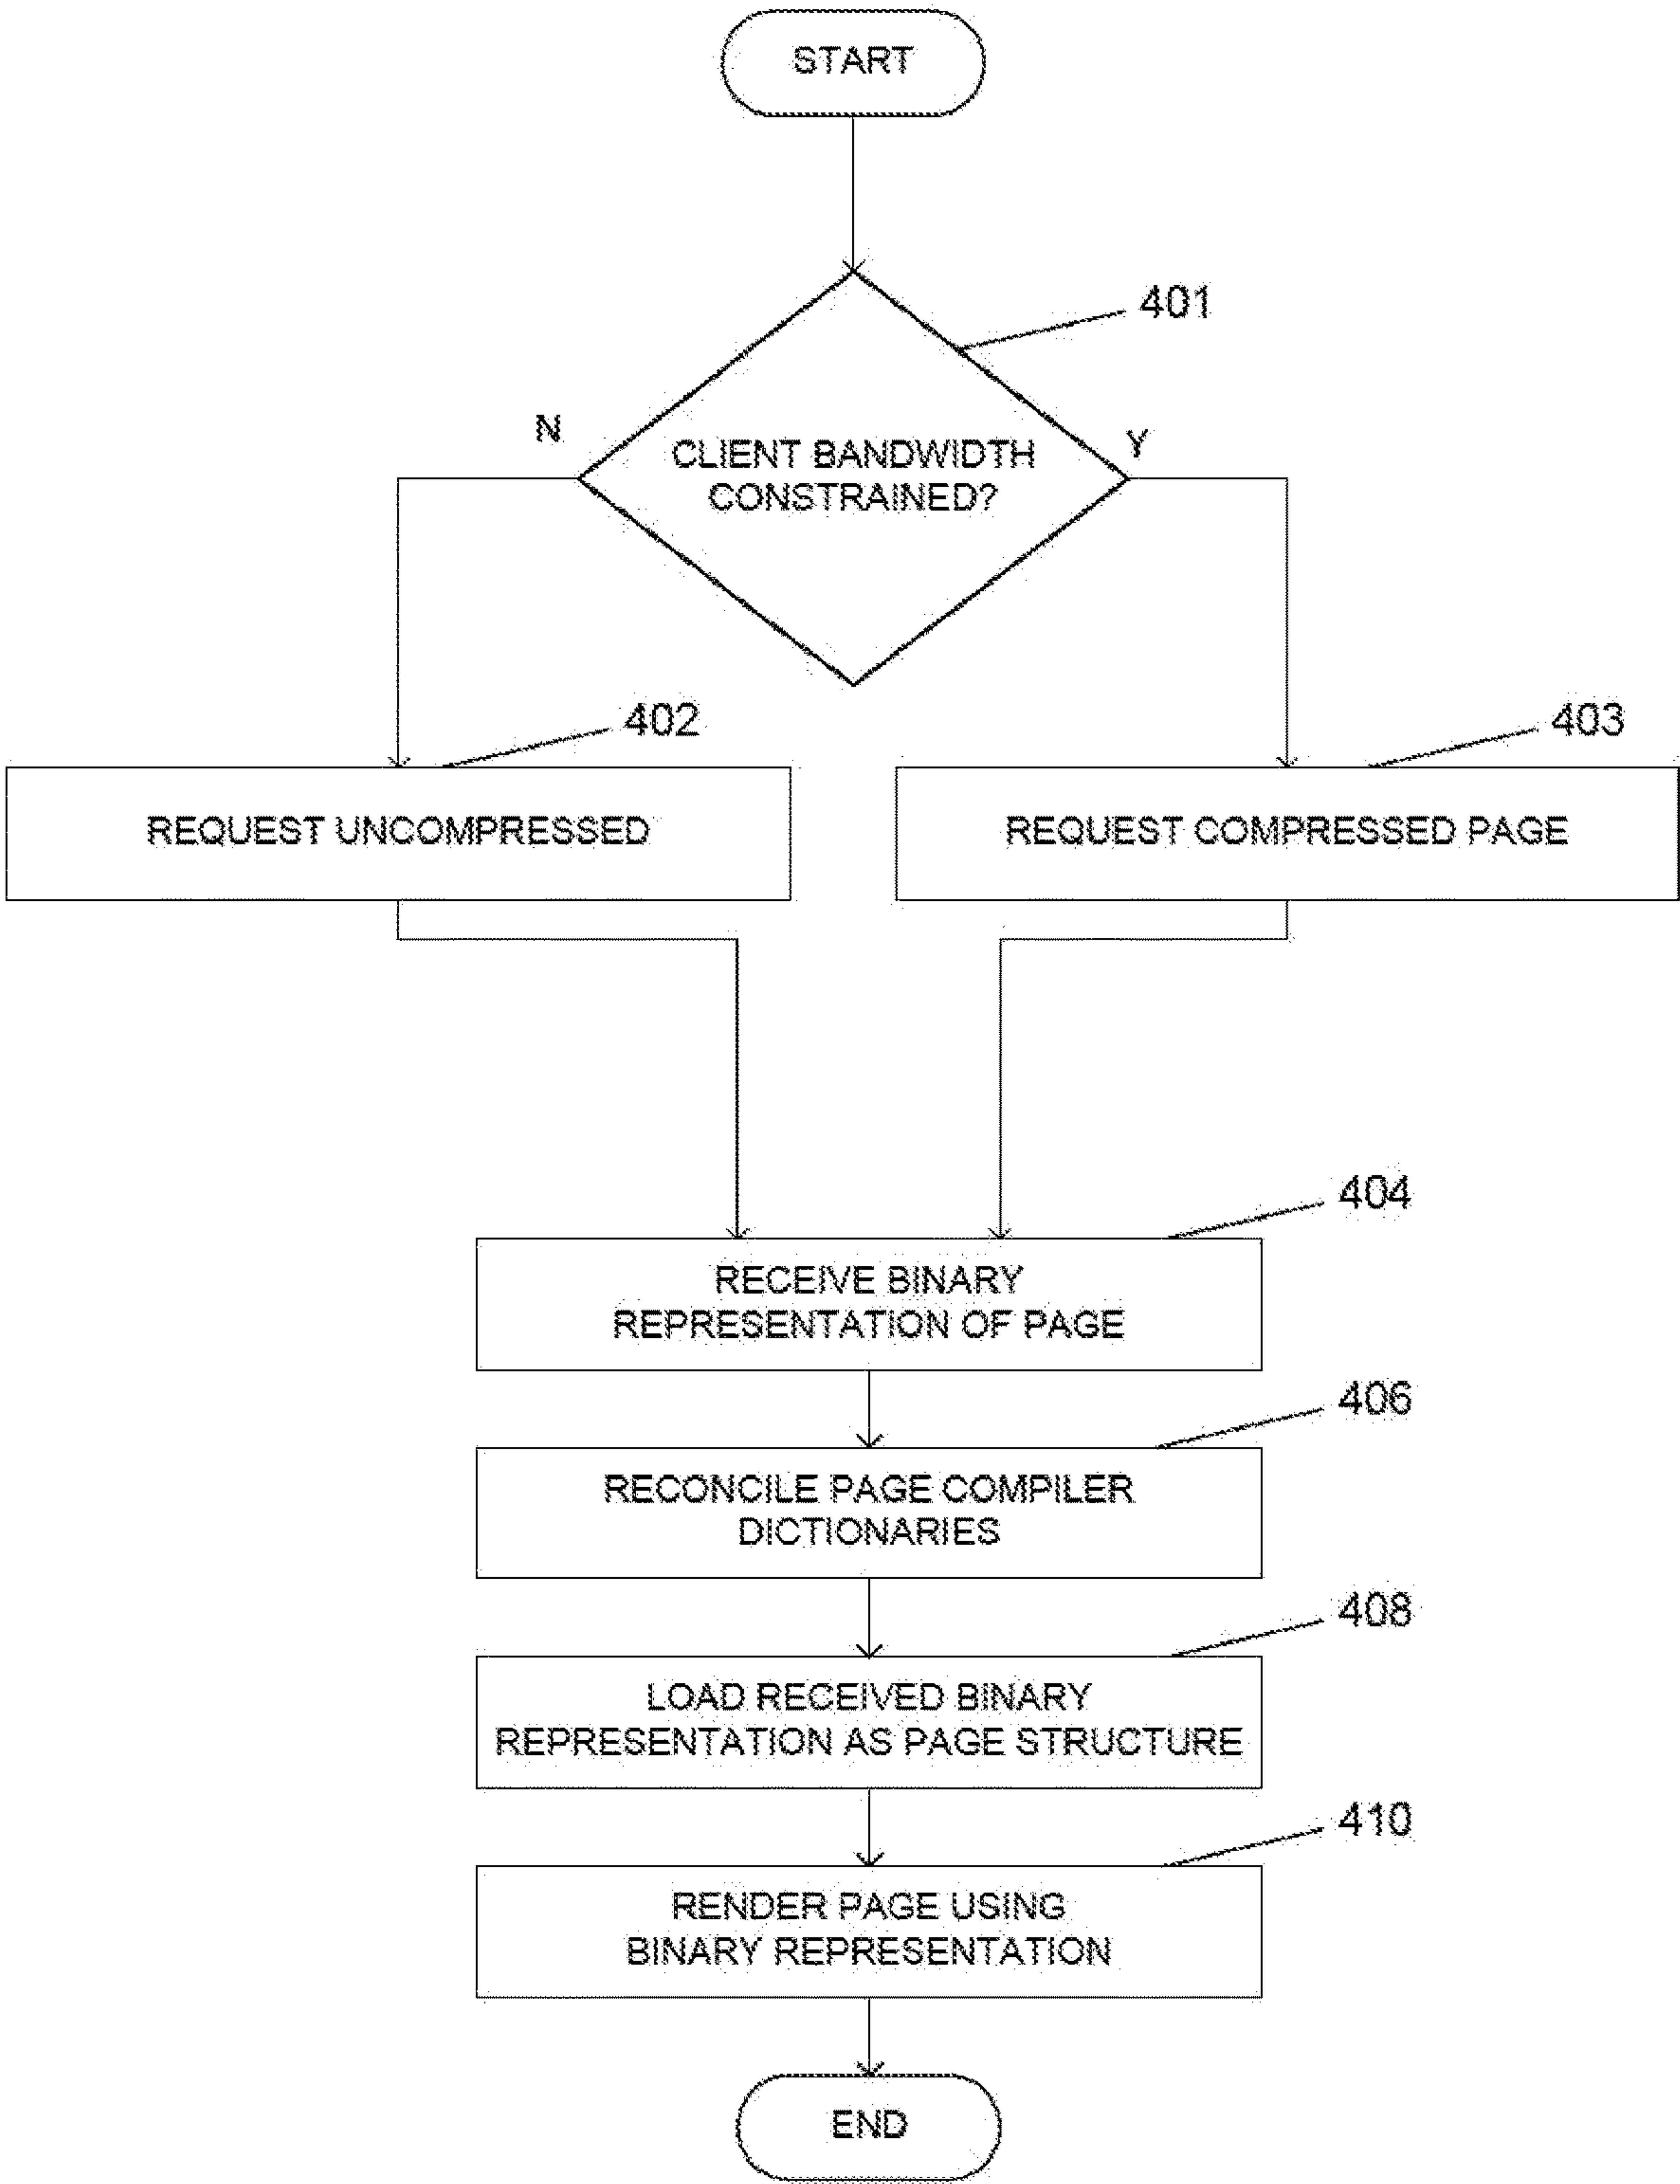 START
401
N
Y
CLIENT BANDWIDTH
CONSTRAINED?
402
403
REQUEST UNCOMPRESSED
REQUEST COMPRESSED PAGE
404
RECEIVE BINARY
REPRESENTATION OF PAGE
406
RECONCILE PAGE COMPILER
DICTIONARIES
408
LOAD RECEIVED BINARY
REPRESENTATION AS PAGE STRUCTURE
410
RENDER PAGE USING
BINARY REPRESENTATION
END